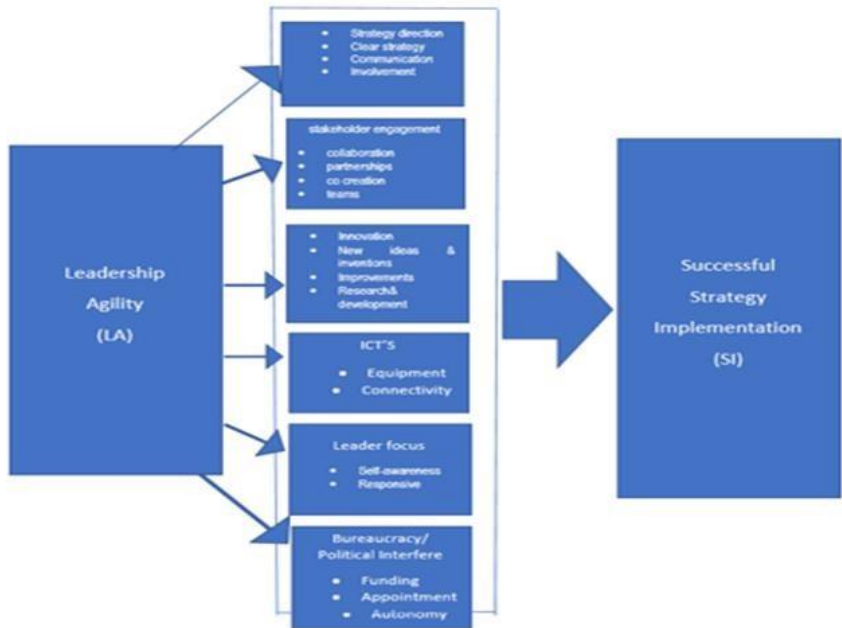 Leadership
Agility
(LA)
• Strategy direction
• Clear strategy
• Communication
• Involvement
stakeholder engagement
• collaboration
• partnerships
• co creation
• teams
• Innovation
• New ideas &
inventions
• Improvements
• Research&
development
ICT'S
• Equipment
• Connectivity
Leader focus
• Self-awareness
• Responsive
Bureaucracy/
Political Interfere
• Funding
• Appointment
• Autonomy
Successful
Strategy
Implementation
(SI)